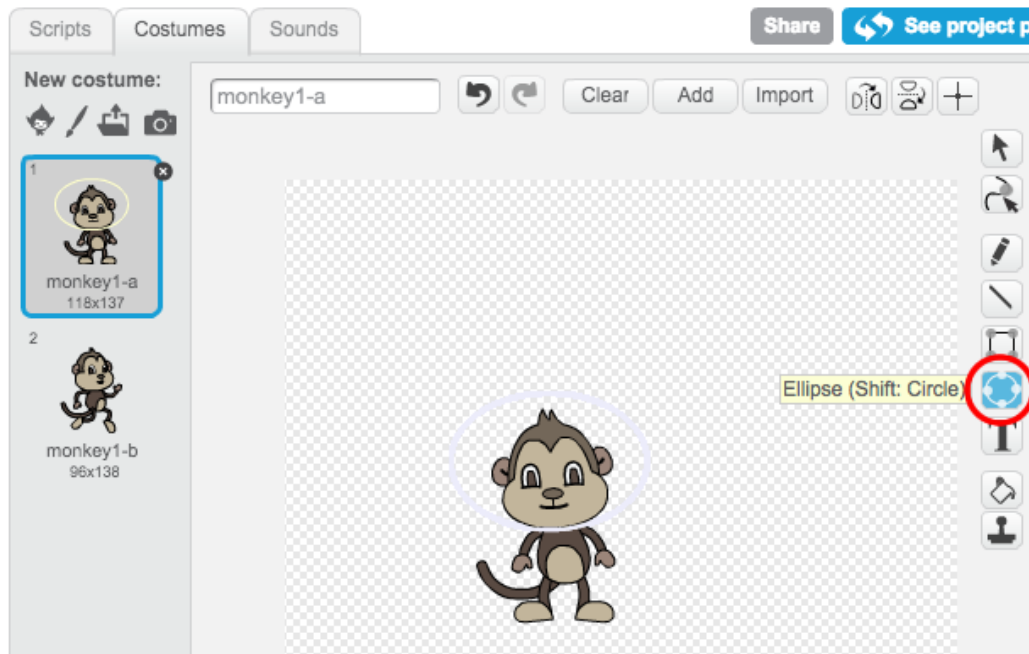 Scripts Costumes Sounds Share See project p
New costume:
monkey1-a Clear Add Import
1
monkey1-a
118x137
2
monkey1-b
96x138
Ellipse (Shift: Circle)
T